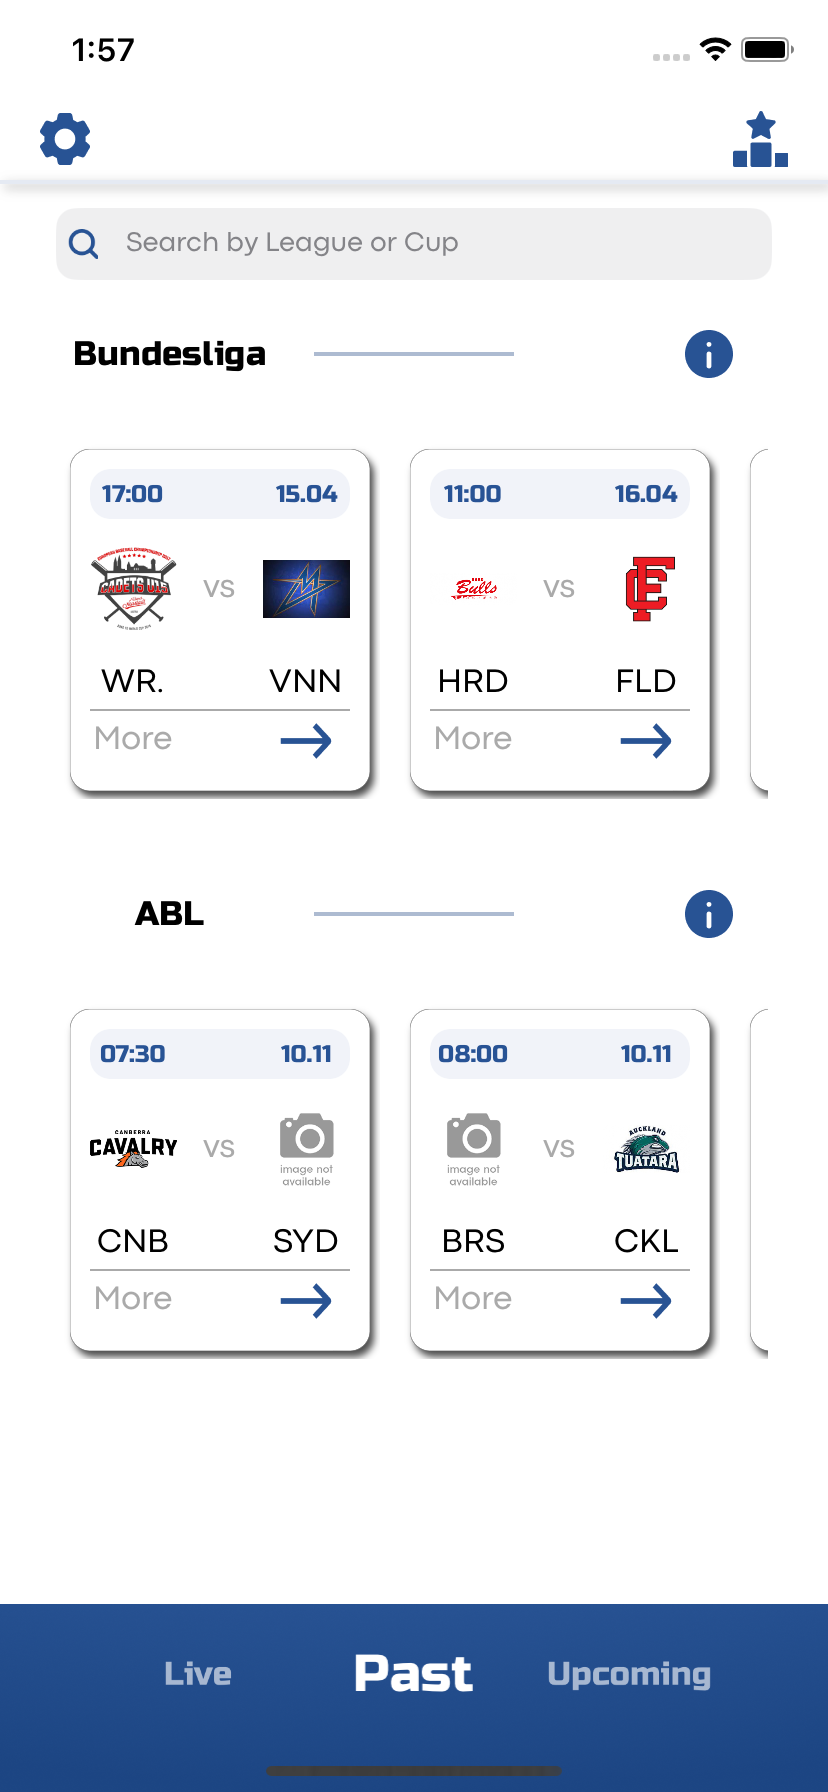 1:57
Search by League or Cup
Bundesliga
17:00 15.04
11:00 16.04
CADETS U15
VS
Bulls
VS
WR. VNN
HRD FLD
More
More
ABL
07:30 10.11
08:00 10.11
CANBERRA
CAVALRY
VS
image not
available
image not
available
VS
AUCKLAND
TUATARA
CNB SYD
BRS CKL
More
More
Live Past Upcoming